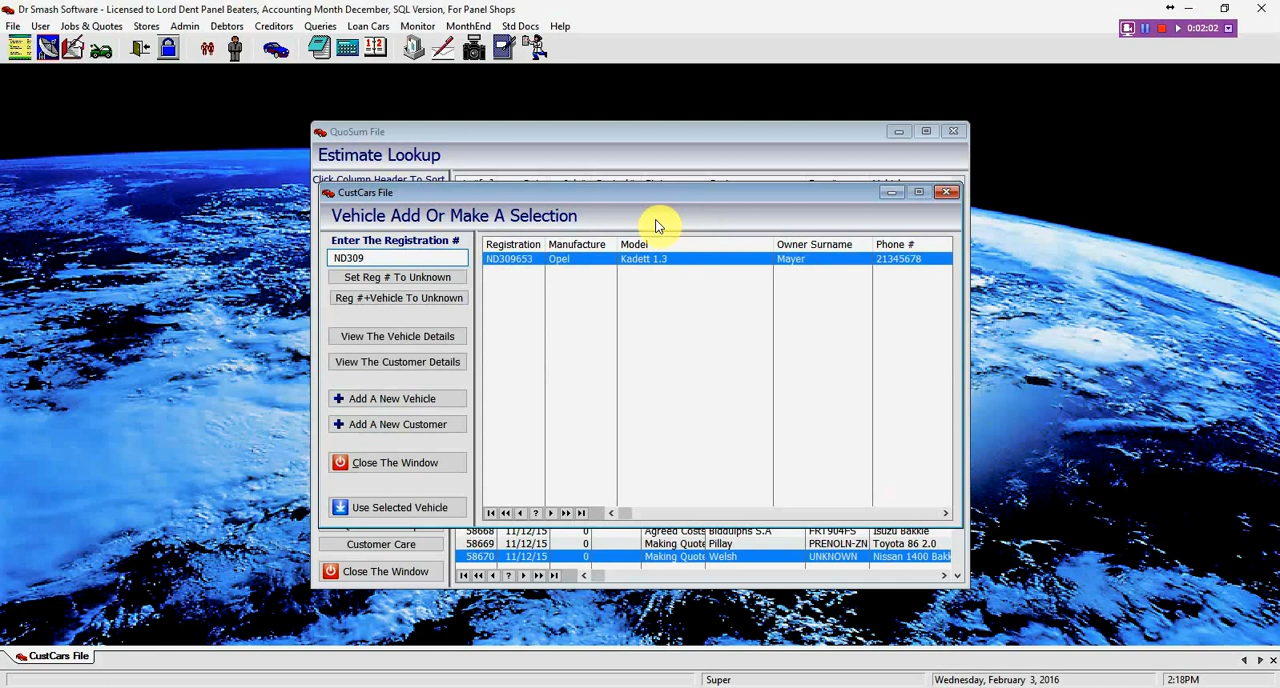 Dr Smash Software - Licensed to Lord Dent Panel Beaters, Accounting Month December, SQL Version, For Panel Shops
File User Jobs & Quotes Stores Admin Debtors Creditors Queries Loan Cars Monitor MonthEnd Std Docs Help
0:02:02
QuoSum File
Estimate Lookup
Click Column Header To Sort
CustCars File
Vehicle Add Or Make A Selection
Enter The Registration #
ND309
Set Reg # To Unknown
Reg #+Vehicle To Unknown
View The Vehicle Details
View The Customer Details
Add A New Vehicle
Add A New Customer
Close The Window
Use Selected Vehicle
Registration Manufacture Model Owner Surname Phone #
ND309653 Opel Kadett 1.3 Mayer 21345678
58668 11/12/15 0 Agreed Costs Biddulphs S.A FRT904FS Isuzu Bakkie
58669 11/12/15 0 Making Quote Pillay PRENOLN-ZN Toyota 86 2.0
58670 11/12/15 0 Making Quote Welsh UNKNOWN Nissan 1400 Bakk
Customer Care
Close The Window
CustCars File
Super Wednesday, February 3, 2016 2:18PM